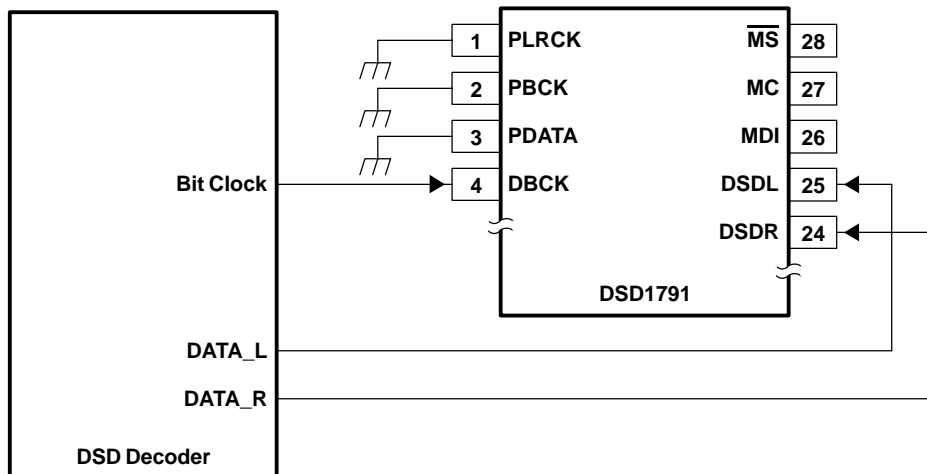 1 PLRCK M̅S̅ 28
2 PBCK MC 27
3 PDATA MDI 26
Bit Clock 4 DBCK DSDL 25
DSDR 24
DSD1791
DATA_L
DATA_R
DSD Decoder